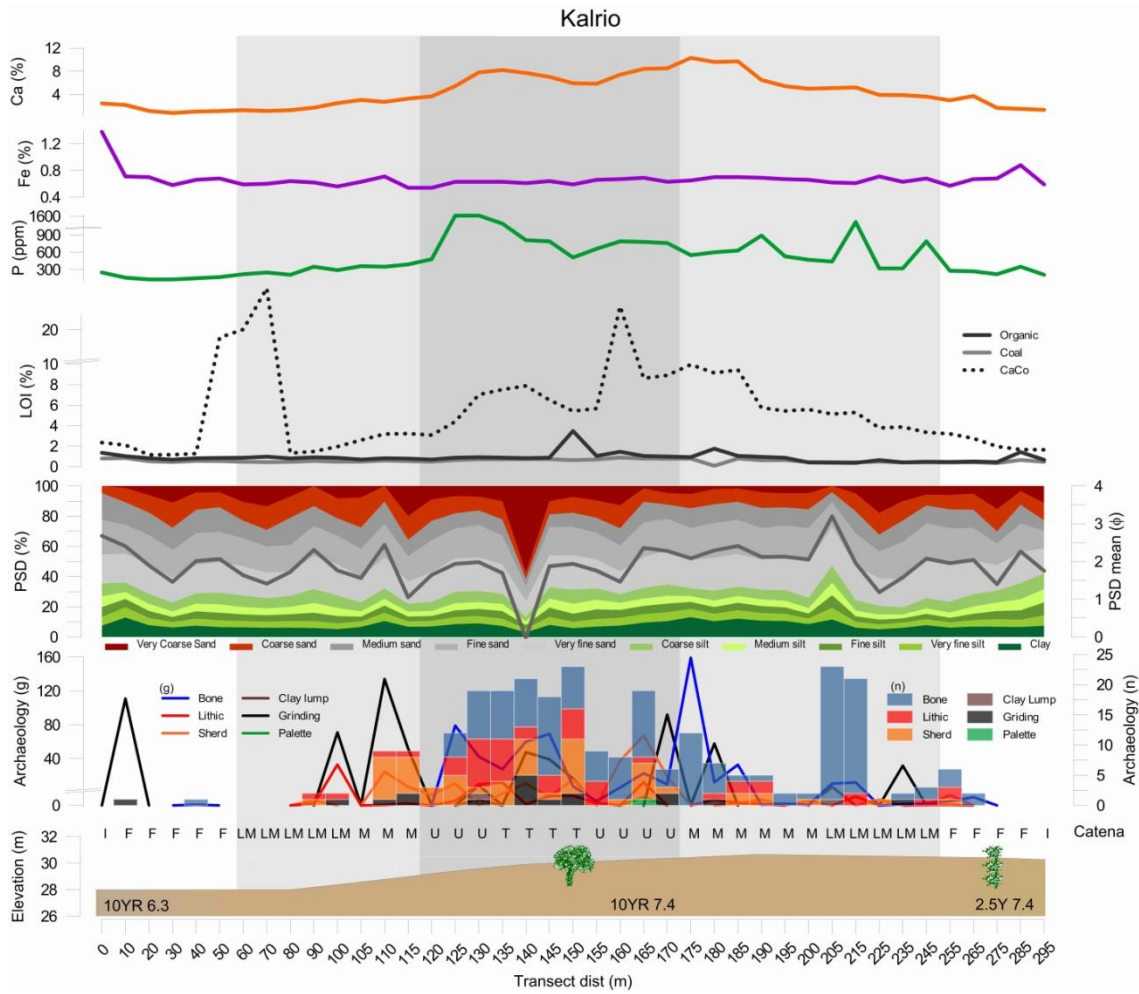 Kalrio
Ca (%)
12
8
4
Fe (%)
1.2
0.8
0.4
P (ppm)
1600
900
600
300
LOI (%)
20
10
8
6
4
2
0
Organic
Coal
CaCo
PSD (%)
100
80
60
40
20
0
PSD mean (ϕ)
4
3
2
1
0
Very Coarse Sand Coarse sand Medium sand Fine sand Very fine sand Coarse silt Medium silt Fine silt Very fine silt Clay
Archaeology (g)
160
120
80
40
0
(g)
Bone Clay lump
Lithic Grinding
Sherd Palette
(n)
Bone Clay Lump
Lithic Griding
Sherd Palette
Archaeology (n)
25
20
15
10
5
0
I F F F F F LM LM LM LM LM M M M U U U T T T T U U U U M M M M M M LM LM LM LM LM F F F F I Catena
Elevation (m)
32
30
28
26
10YR 6.3 10YR 7.4 2.5Y 7.4
0 10 20 30 40 50 60 70 80 90 100 105 110 115 120 125 130 135 140 145 150 155 160 165 170 175 180 185 190 195 200 205 215 225 235 245 255 265 275 285 295
Transect dist (m)